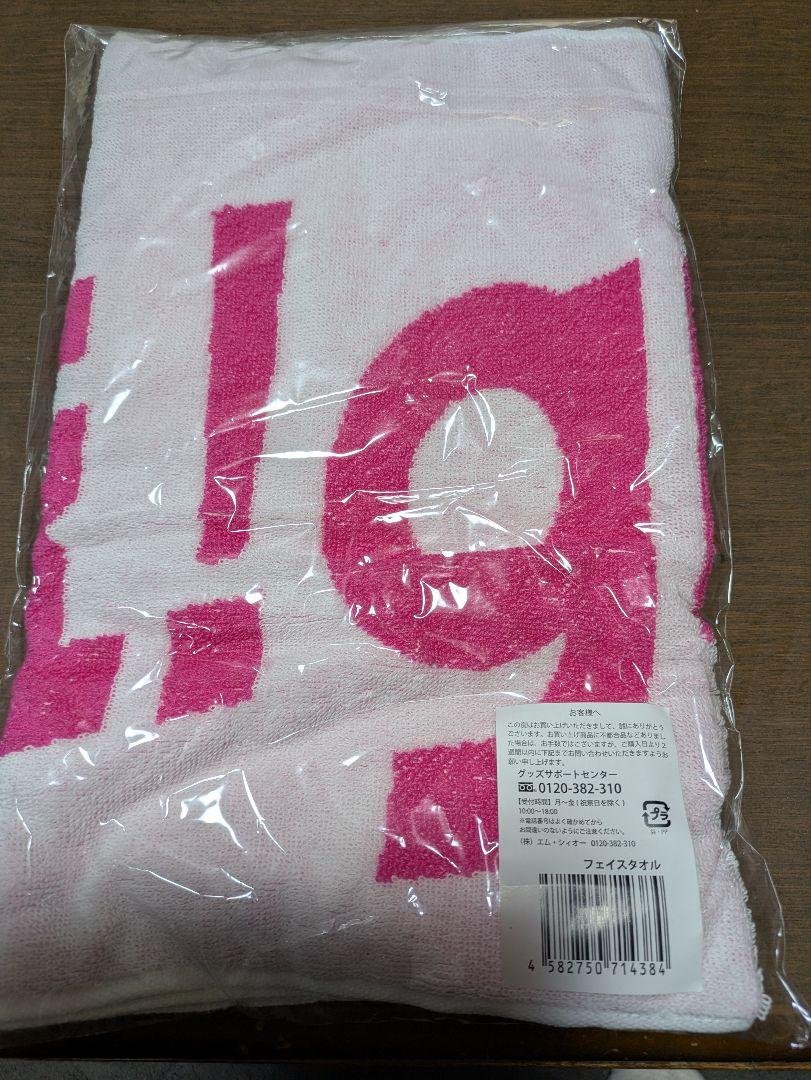 ! g
お客様へ
この度はお買い上げいただきまして、誠にありがとう
ございます。お買い上げ商品に不都合品などありまし
た場合は、お手数ではございますが、ご購入日より2
週間以内に下記までお問い合わせいただきますようお
願い申し上げます。
グッズサポートセンター
0120-382-310
【受付時間】月〜金(祝祭日を除く)
10:00〜18:00
※電話番号はよく確かめてから
お間違いのないようにご注意ください。
プラ
袋・PP
(株) エム・シィオー 0120-382-310
フェイスタオル
4 582750 714384